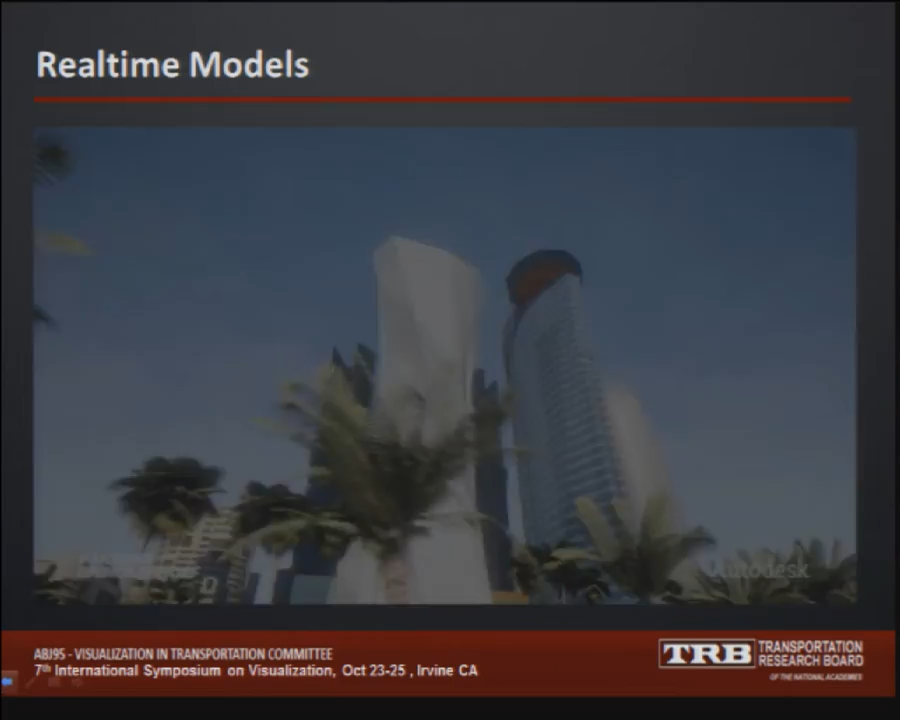 Realtime Models
Autodesk
ABJ95 - VISUALIZATION IN TRANSPORTATION COMMITTEE
7th International Symposium on Visualization, Oct 23-25 , Irvine CA
TRB TRANSPORTATION
RESEARCH BOARD
OF THE NATIONAL ACADEMIES